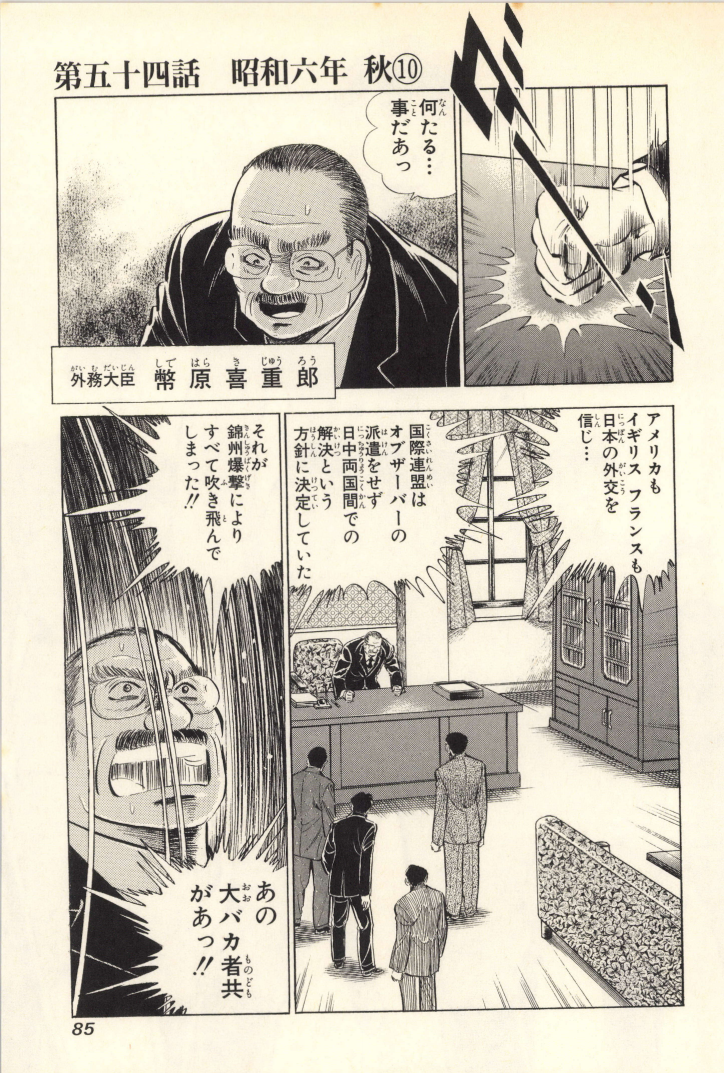 第五十四話　昭和六年 秋⑩
ガン
何たる…
事だあっ
外務大臣 幣原喜重郎
アメリカも
イギリス フランスも
日本の外交を
信じ…
国際連盟は
オブザーバーの
派遣をせず
日中両国間での
解決という
方針に決定していた
それが
錦州爆撃により
すべて吹き飛んで
しまった!!
あの
大バカ者共
があっ!!
85